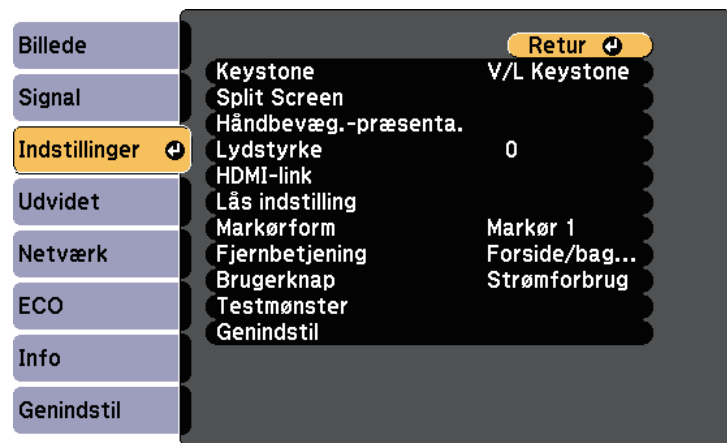 Billede
Signal
Indstillinger
Udvidet
Netværk
ECO
Info
Genindstil
Retur
Keystone V/L Keystone
Split Screen
Håndbevæg.-præsenta.
Lydstyrke 0
HDMI-link
Lås indstilling
Markørform Markør 1
Fjernbetjening Forside/bag...
Brugerknap Strømforbrug
Testmønster
Genindstil